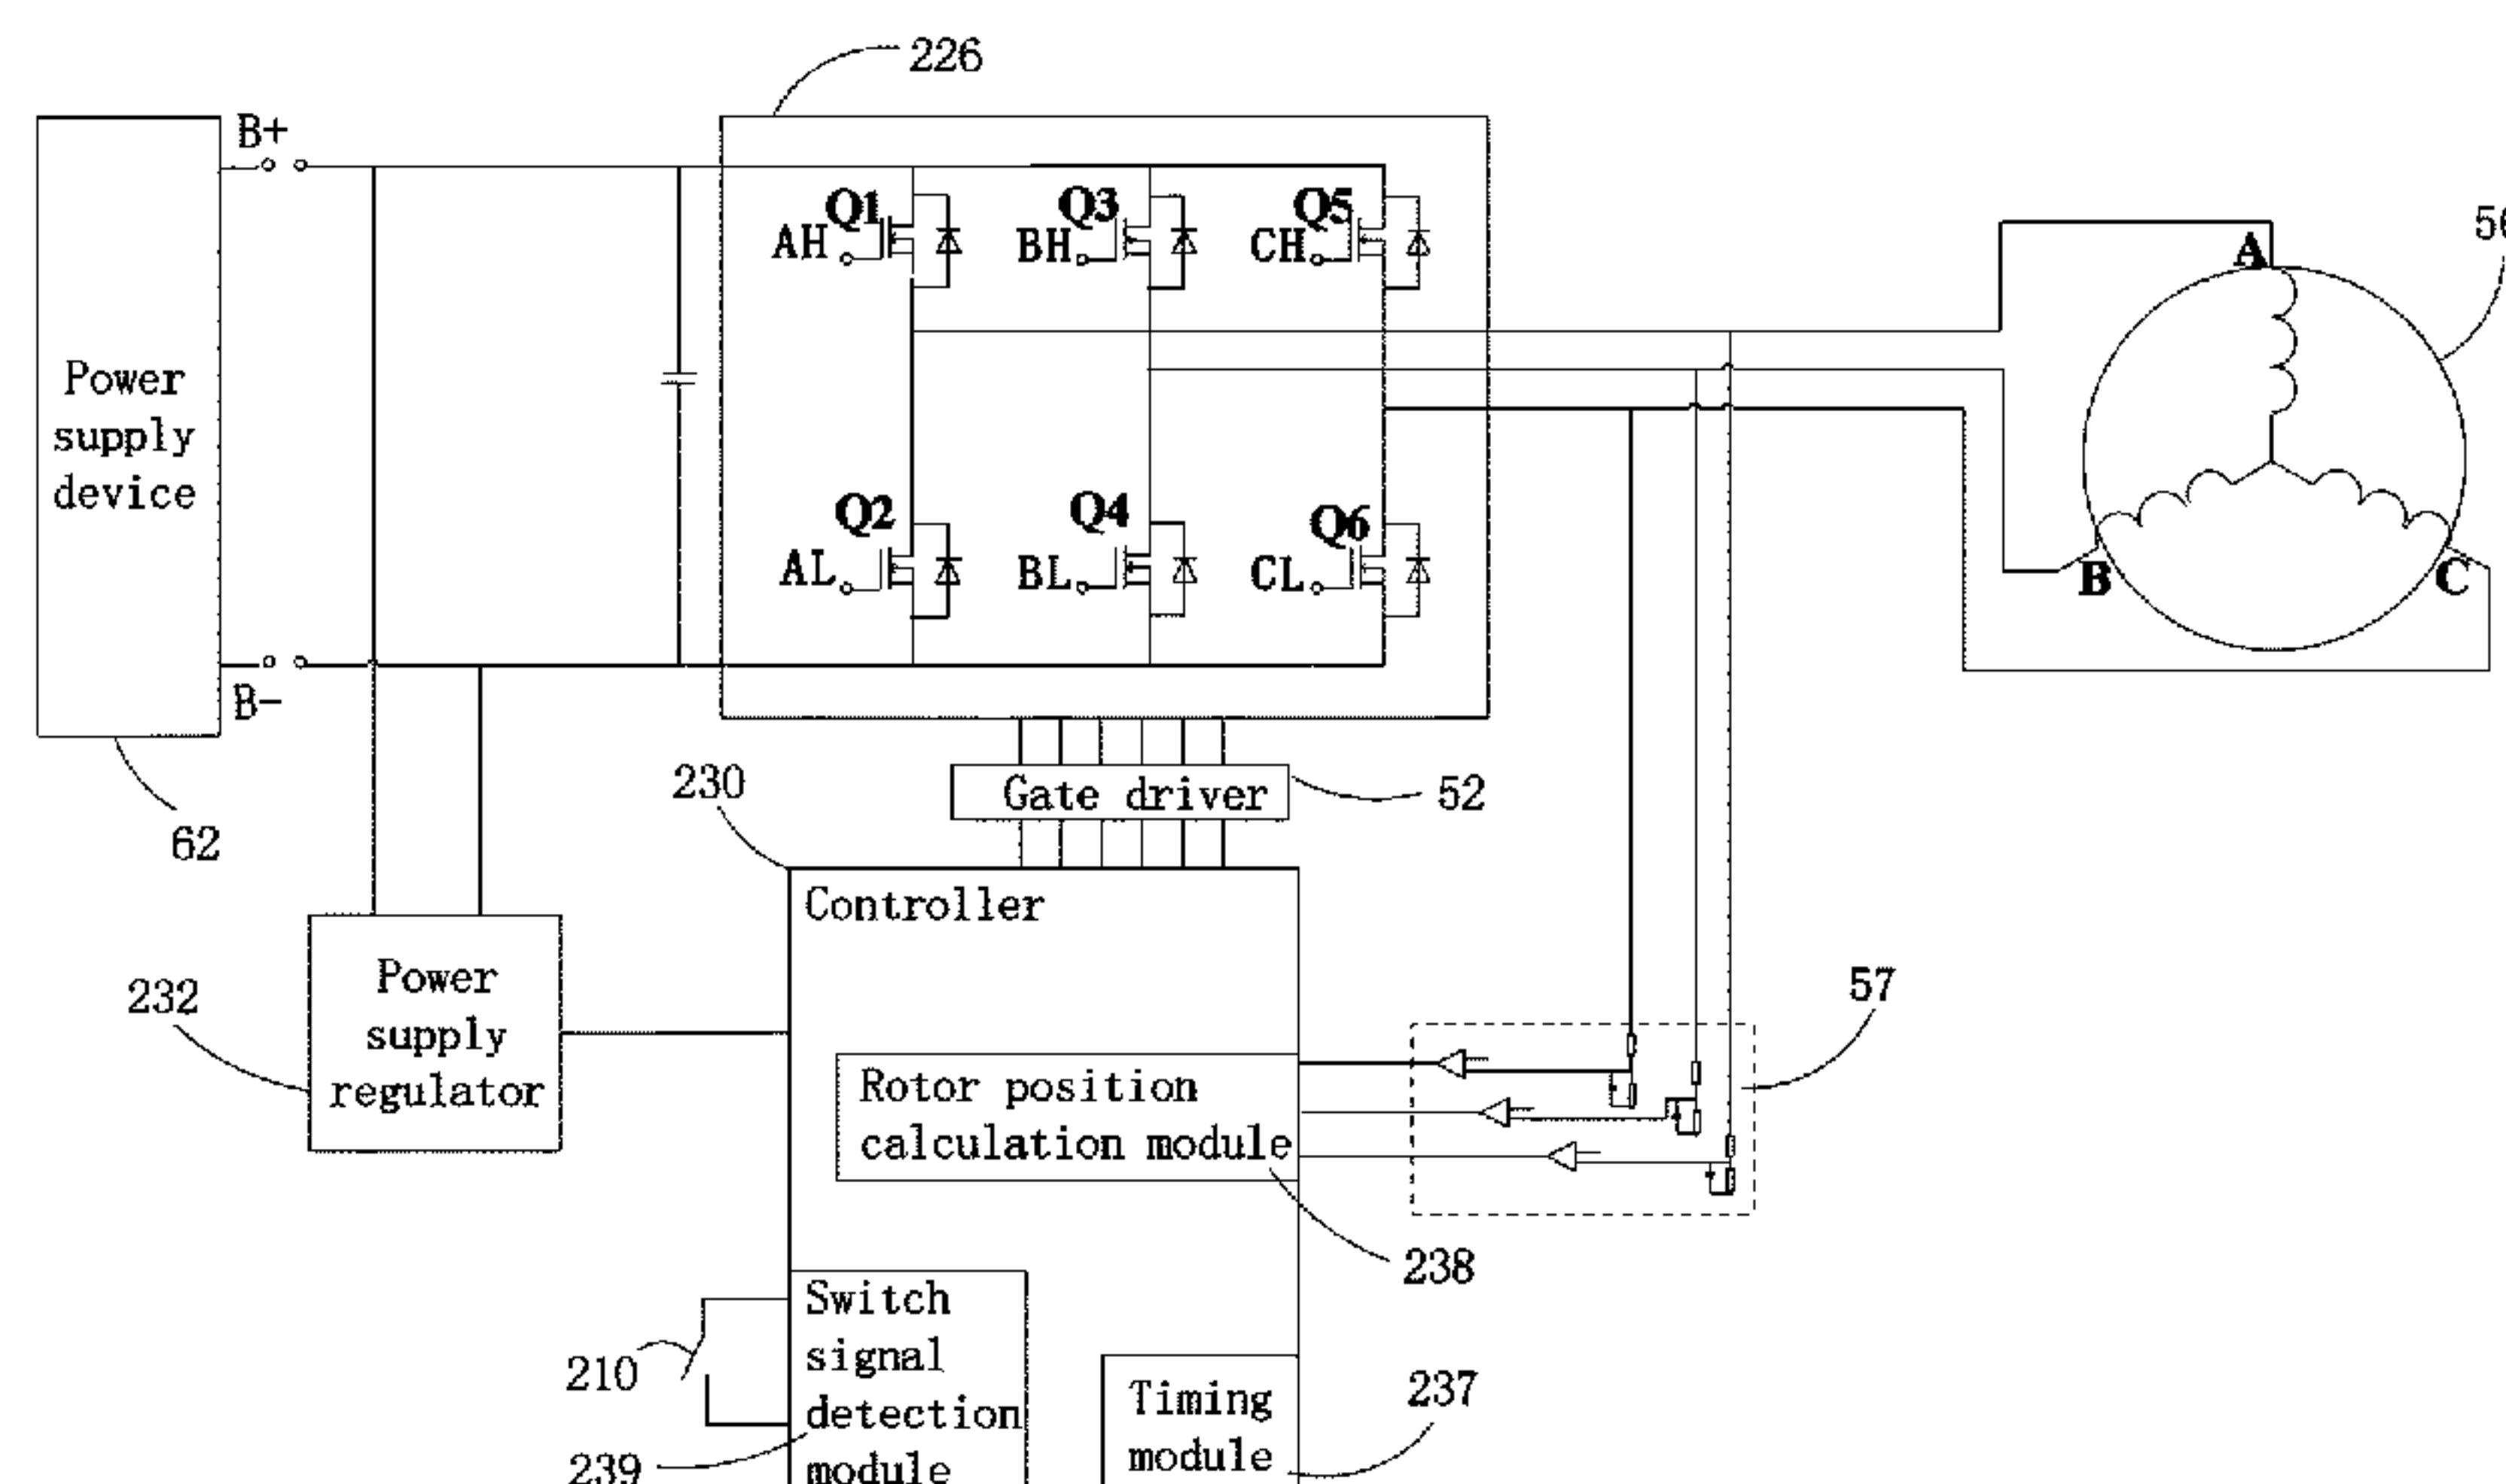 226
B+
Q1
Q3
Q5
AH
BH
CH
A
Power
supply
device
Q2
Q4
Q6
AL
BL
CL
B
C
B-
62
230
Gate driver
52
Controller
232
Power
supply
regulator
57
Rotor position
calculation module
238
Switch
signal
detection
module
210
239
Timing
module
237